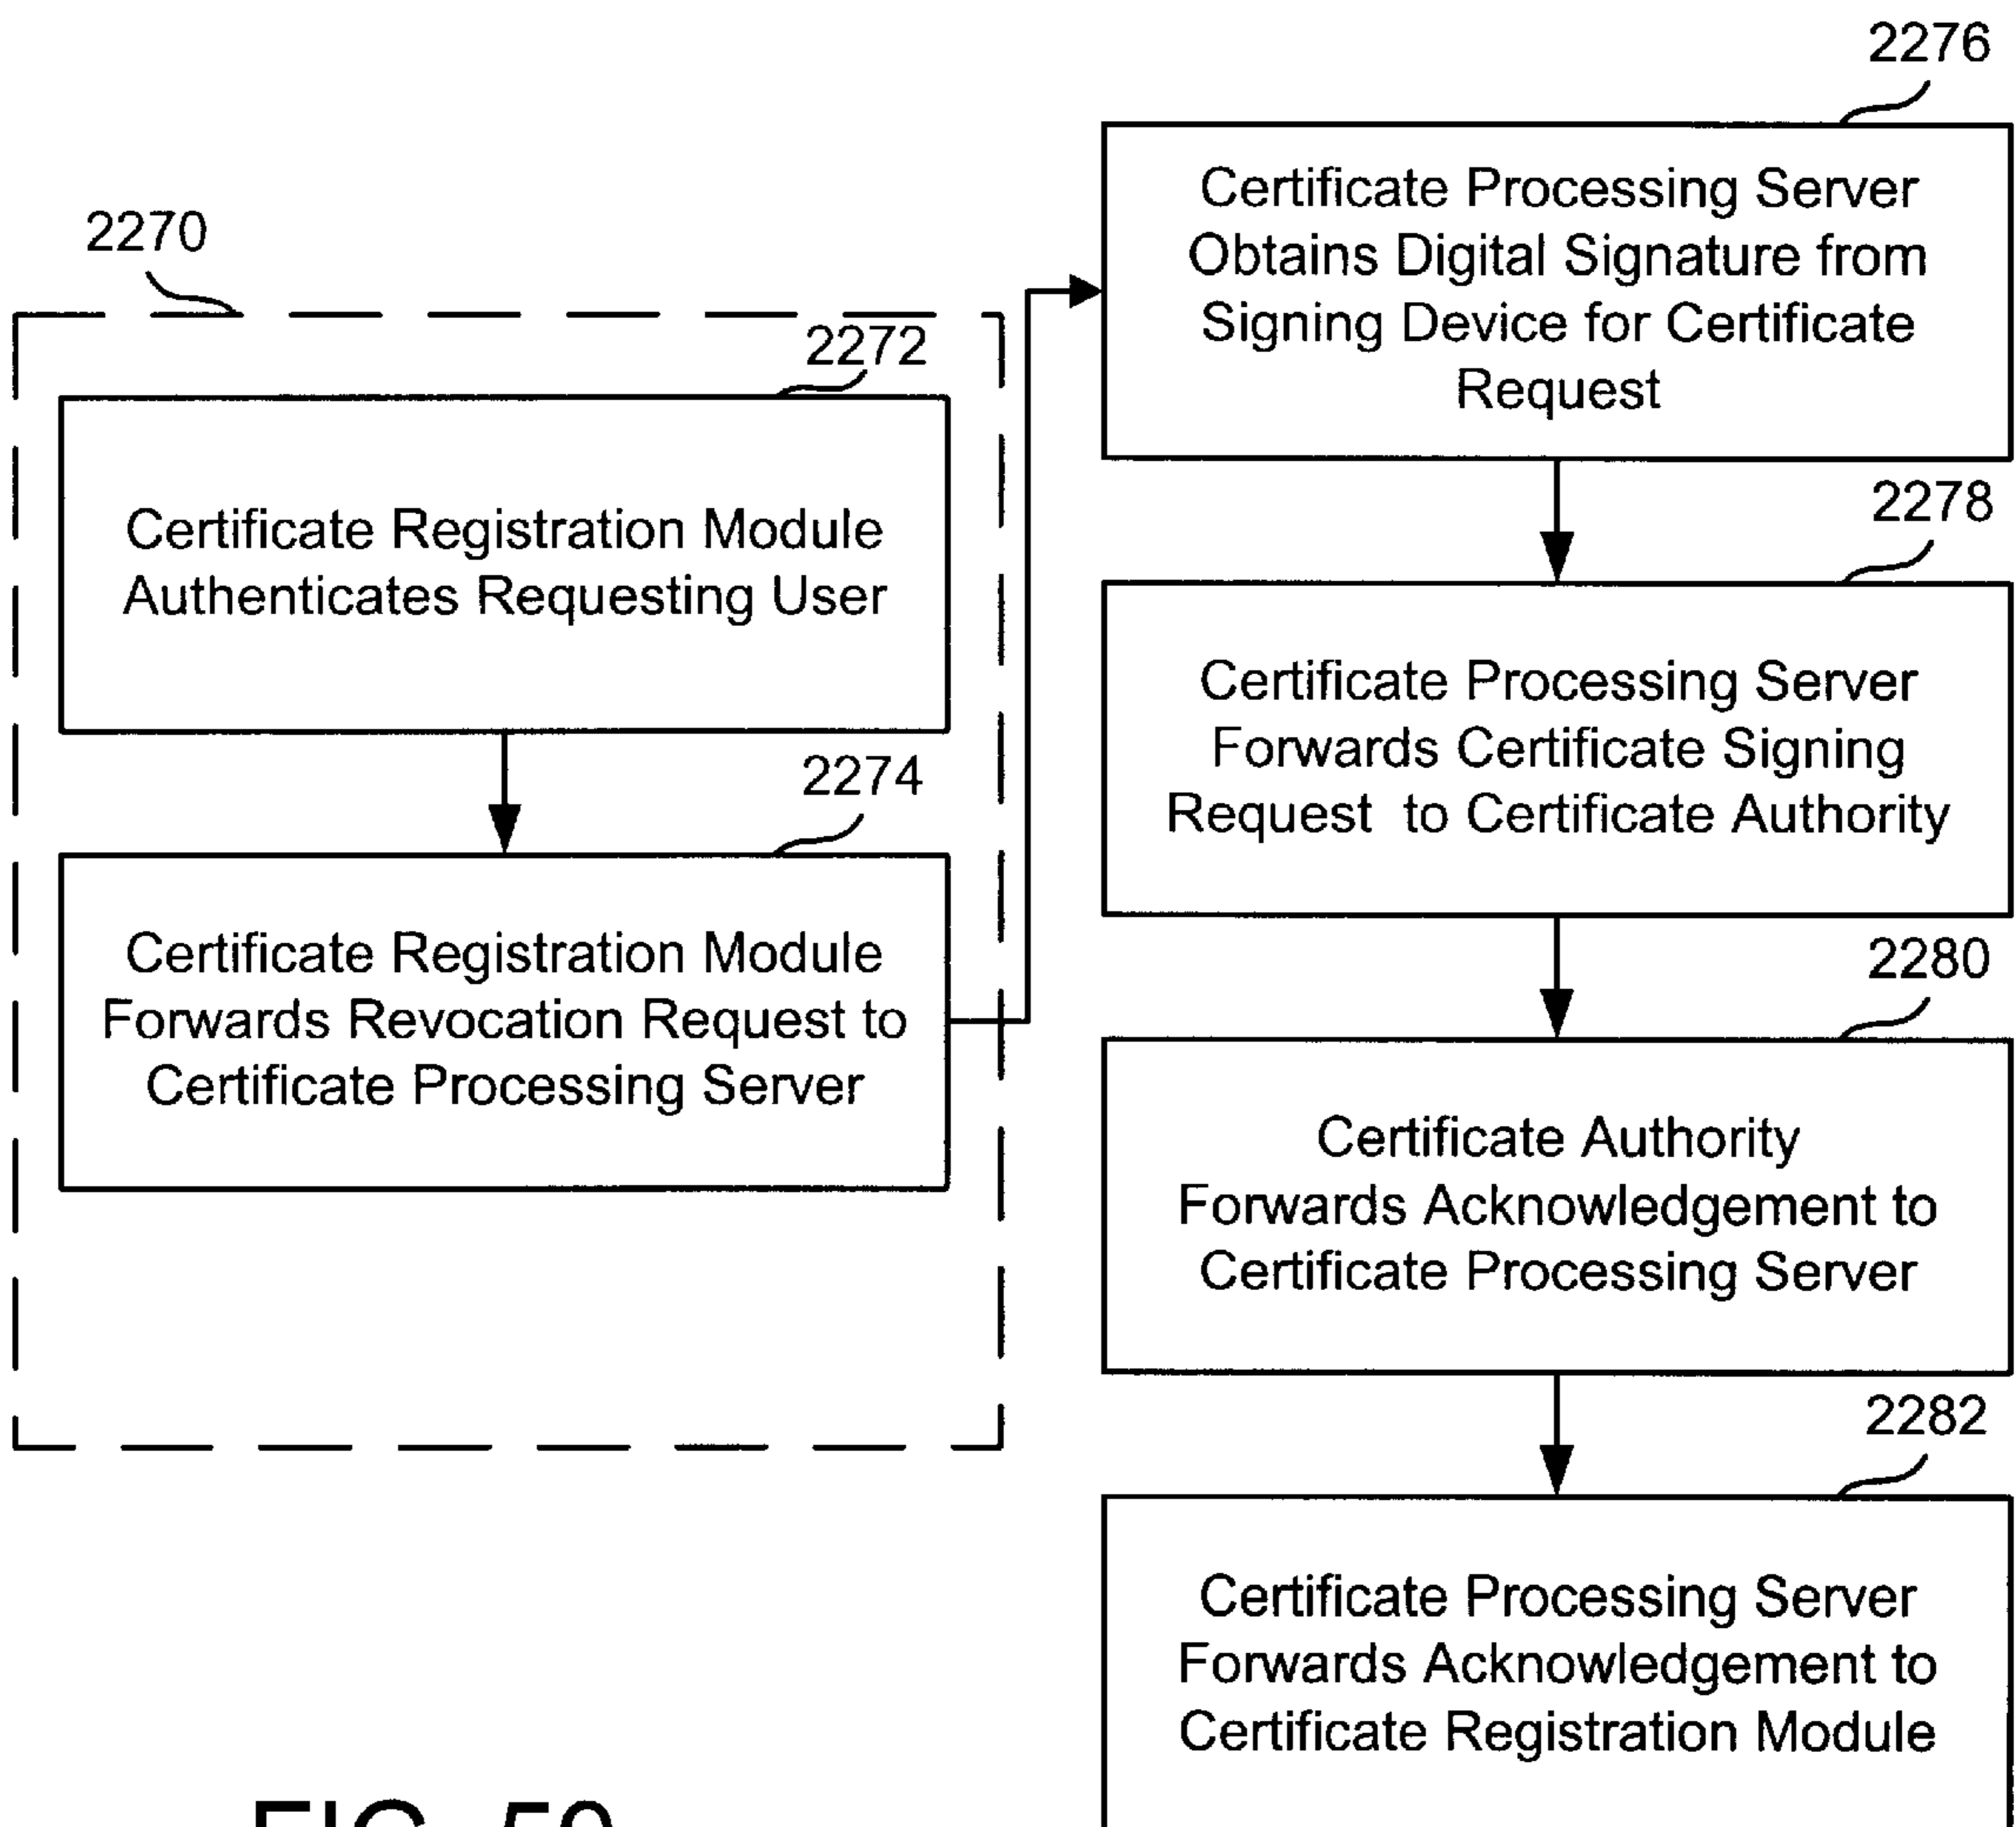 2270
2272
Certificate Registration Module
Authenticates Requesting User
2274
Certificate Registration Module
Forwards Revocation Request to
Certificate Processing Server
2276
Certificate Processing Server
Obtains Digital Signature from
Signing Device for Certificate
Request
2278
Certificate Processing Server
Forwards Certificate Signing
Request to Certificate Authority
2280
Certificate Authority
Forwards Acknowledgement to
Certificate Processing Server
2282
Certificate Processing Server
Forwards Acknowledgement to
Certificate Registration Module
FIG.